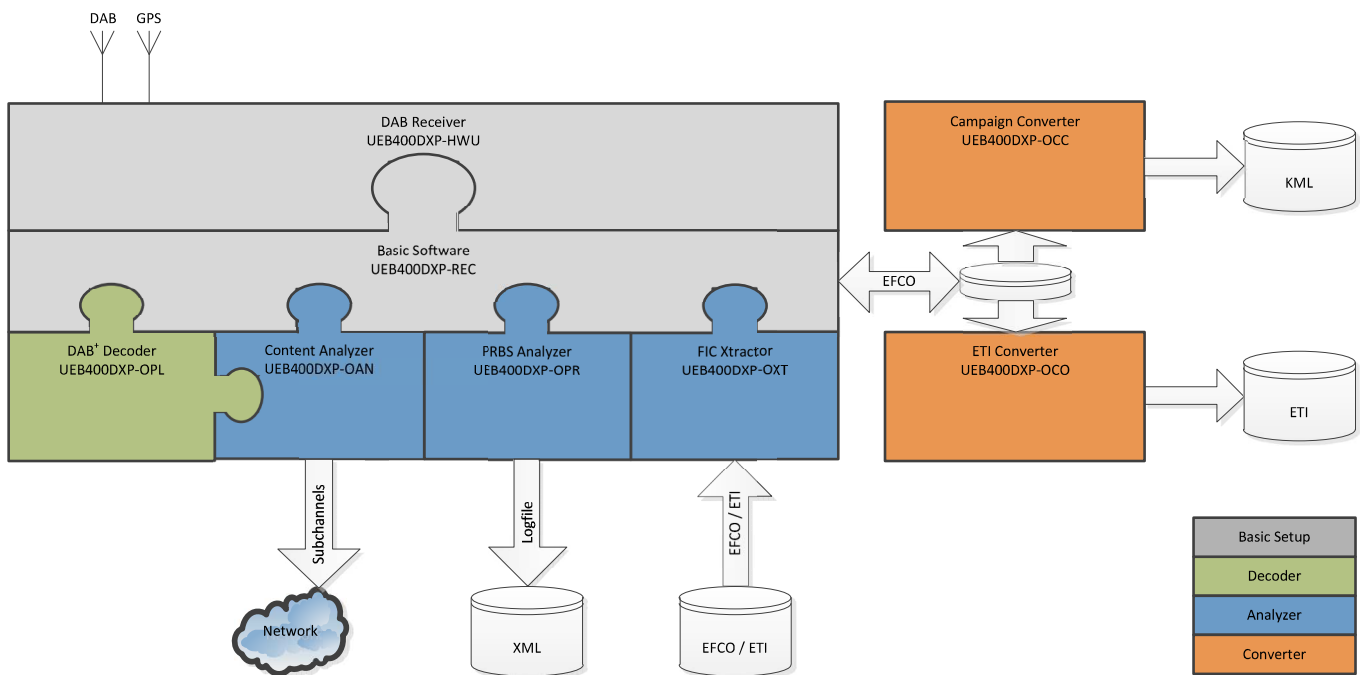 DAB
GPS
DAB Receiver
UEB400DXP-HWU
Basic Software
UEB400DXP-REC
DAB+ Decoder
UEB400DXP-OPL
Content Analyzer
UEB400DXP-OAN
PRBS Analyzer
UEB400DXP-OPR
FIC Xtractor
UEB400DXP-OXT
Campaign Converter
UEB400DXP-OCC
KML
EFCO
ETI Converter
UEB400DXP-OCO
ETI
Subchannels
Logfile
EFCO / ETI
Network
XML
EFCO / ETI
Basic Setup
Decoder
Analyzer
Converter